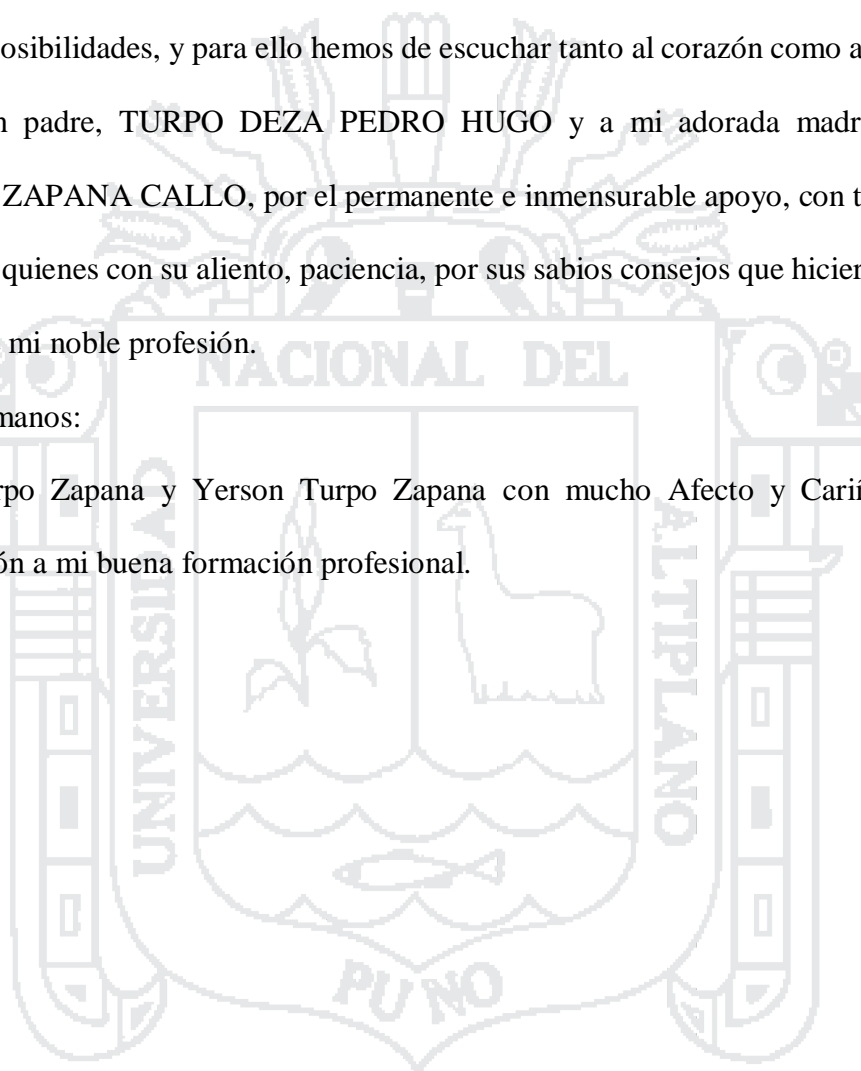 osibilidades, y para ello hemos de escuchar tanto al corazón como a
padre, TURPO DEZA PEDRO HUGO y a mi adorada madr
ZAPANA CALLO, por el permanente e inmensurable apoyo, con t
quienes con su aliento, paciencia, por sus sabios consejos que hicier
mi noble profesión.
manos:
rpo Zapana y Yerson Turpo Zapana con mucho Afecto y Cariñ
ón a mi buena formación profesional.
NACIONAL DEL
UNIVERSIDAD
ALTIPLANO
PUNO